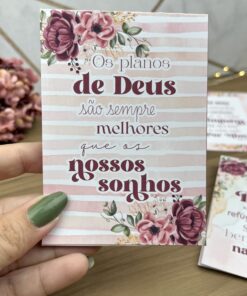 Os planos
de Deus
são sempre
melhores
que os
nossos
sonhos